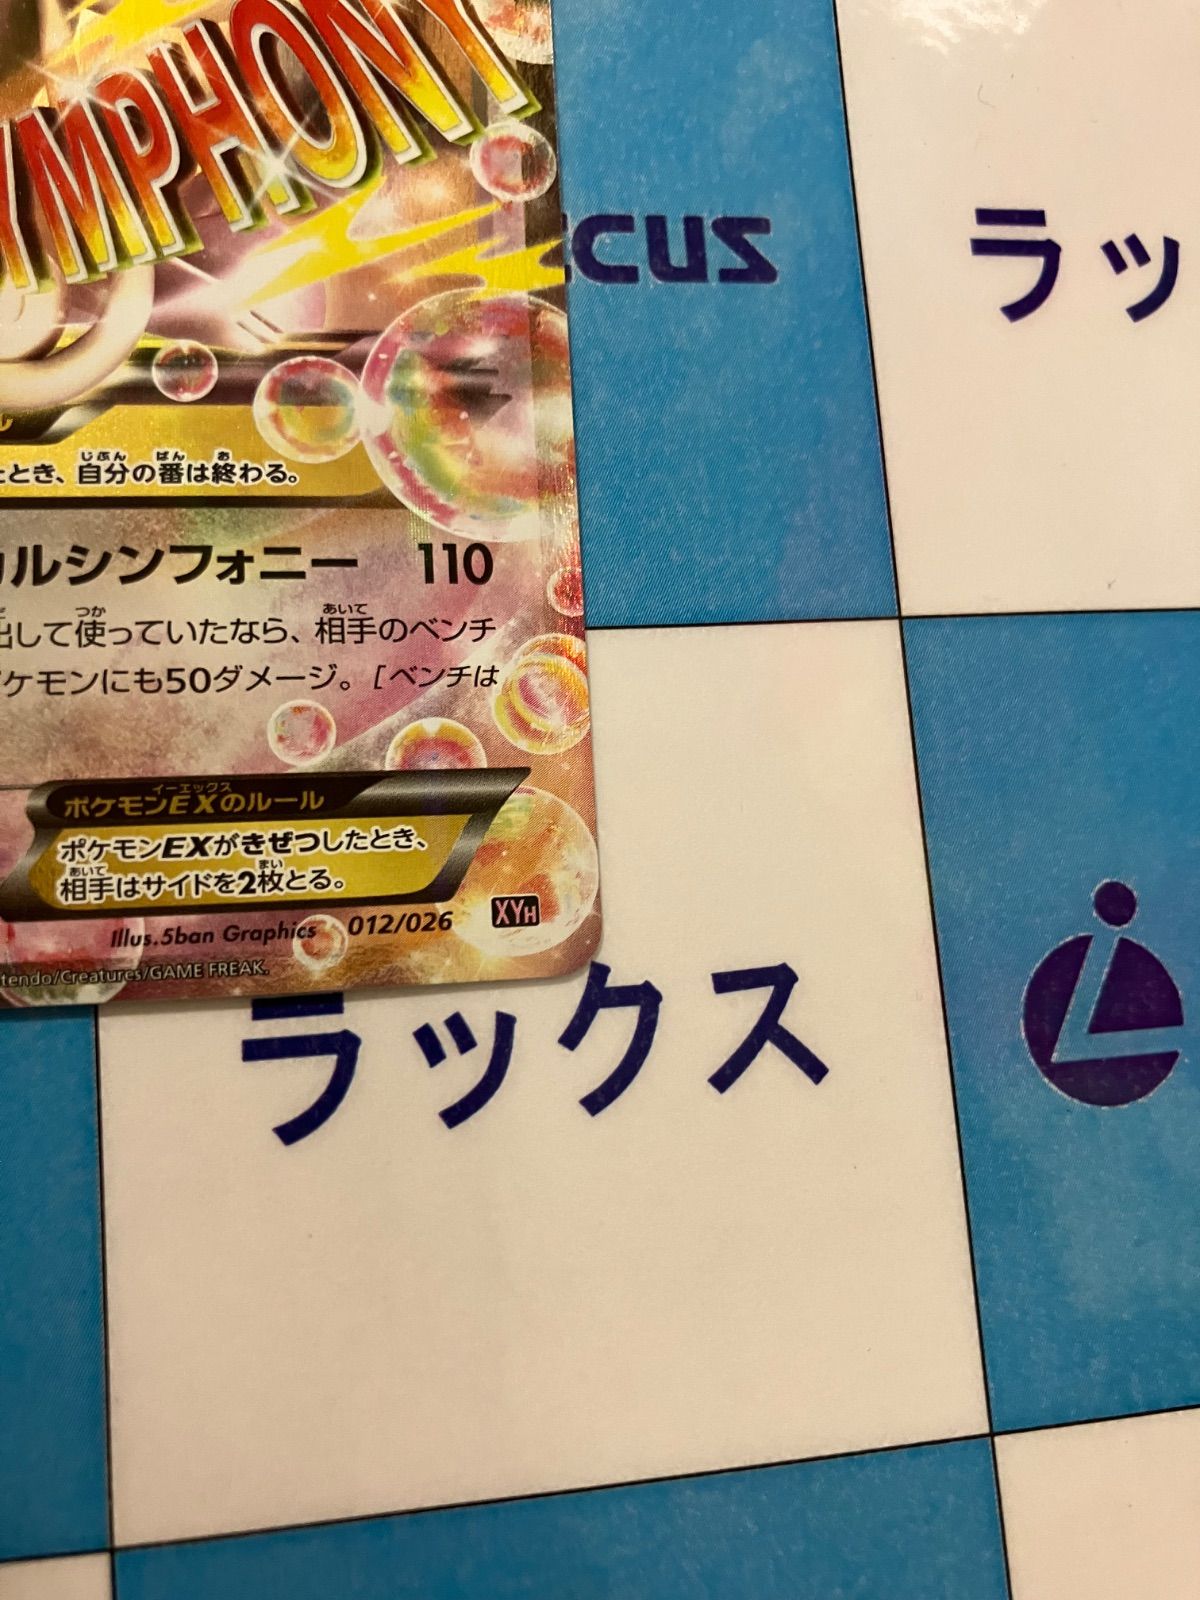 YMPHONY
cus
ラッ
たとき、自分の番は終わる。
カルシンフォニー 110
出して使っていたなら、相手のベンチ
ポケモンにも50ダメージ。[ベンチは
ポケモンEXのルール
ポケモンEXがきぜつしたとき、
相手はサイドを2枚とる。
Illus.5ban Graphics 012/026 XYH
tendo/Creatures/GAME FREAK.
ラックス